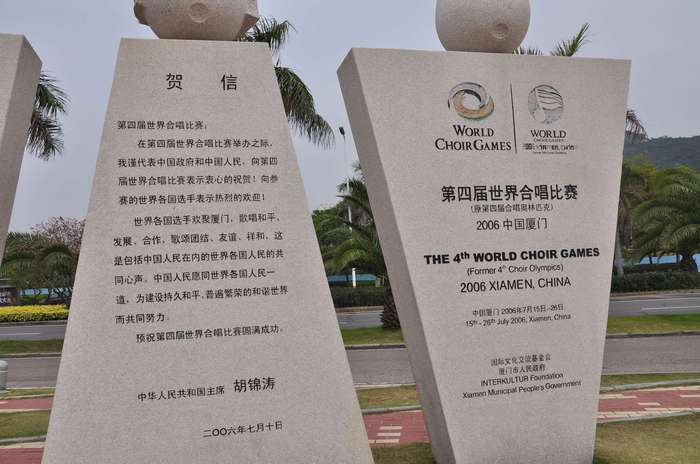 贺 信
第四届世界合唱比赛:
在第四届世界合唱比赛举办之际,
我谨代表中国政府和中国人民,向第四
届世界合唱比赛表示衷心的祝贺!向参
赛的世界各国选手表示热烈的欢迎!
世界各国选手欢聚厦门,歌唱和平、
发展、合作,歌颂团结、友谊、祥和,这
是包括中国人民在内世界各国人民的共
同心声。中国人民愿同世界各国人民一
道,为建设持久和平、普遍繁荣的和谐世界
而共同努力。
预祝第四届世界合唱比赛圆满成功。
中华人民共和国主席 胡锦涛
二〇〇六年七月十日
WORLD
CHOIR GAMES
WORLD
CHOIR GAMES
第四届世界合唱比赛
(原第四届合唱奥林匹克)
2006 中国厦门
THE 4th WORLD CHOIR GAMES
(Former 4th Choir Olympics)
2006 XIAMEN, CHINA
中国厦门 2006年7月15日-26日
15th - 26th July 2006, Xiamen, China
国际文化交流基金会
厦门市人民政府
INTERKULTUR Foundation
Xiamen Municipal People's Government